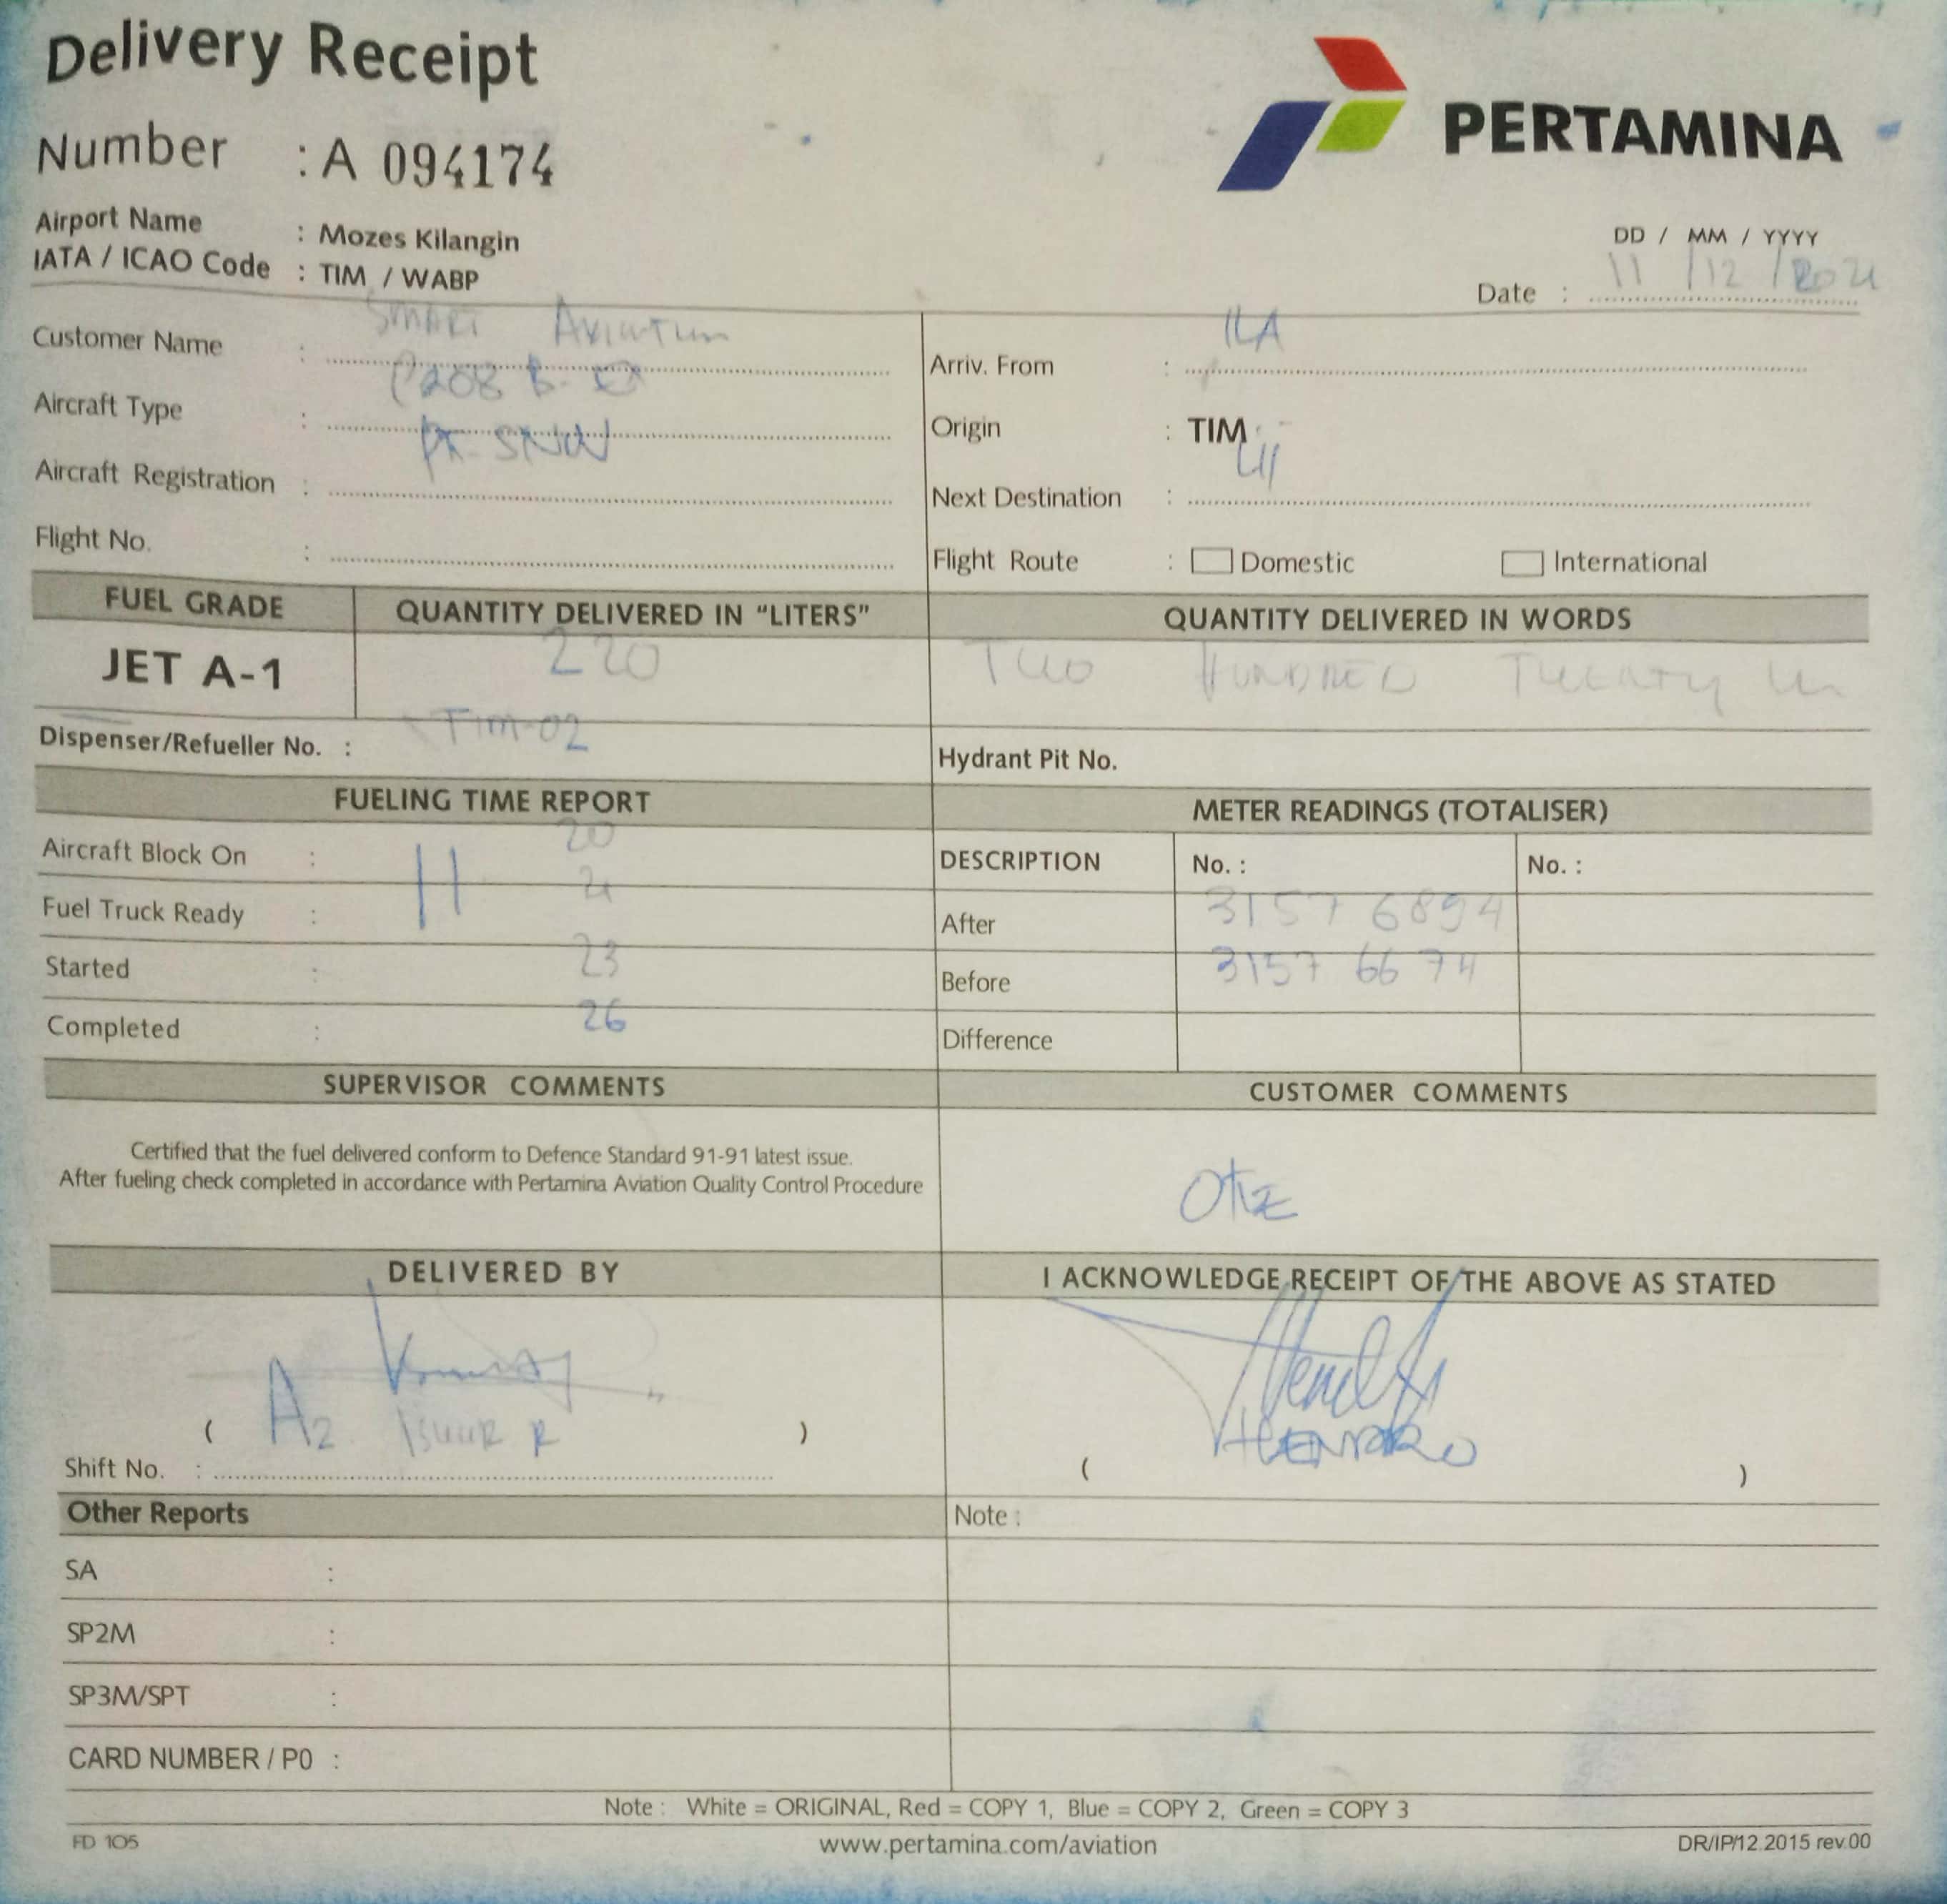 Delivery Receipt
PERTAMINA
Number : A 094174
Airport Name : Mozes Kilangin
IATA / ICAO Code : TIM / WABP
DD / MM / YYYY
Date : 11 / 12 / 2021
Customer Name : SMART AVIATION
Arriv. From : ILA
Aircraft Type : C208 B-EX
Origin : TIM
Aircraft Registration : PK-SNW
Next Destination :
Flight No. :
Flight Route : Domestic International
FUEL GRADE QUANTITY DELIVERED IN "LITERS" QUANTITY DELIVERED IN WORDS
JET A-1 220 TWO HUNDRED TWENTY
Dispenser/Refueller No. : TIM-02
Hydrant Pit No.
FUELING TIME REPORT METER READINGS (TOTALISER)
Aircraft Block On : 20
DESCRIPTION No. : No. :
Fuel Truck Ready : 11 21
After 3157 6894
Started : 23
Before 3157 6674
Completed : 26
Difference
SUPERVISOR COMMENTS CUSTOMER COMMENTS
Certified that the fuel delivered conform to Defence Standard 91-91 latest issue.
After fueling check completed in accordance with Pertamina Aviation Quality Control Procedure
DELIVERED BY I ACKNOWLEDGE RECEIPT OF THE ABOVE AS STATED
( A2 R )
( HENDRO )
Shift No. :
Other Reports Note :
SA :
SP2M :
SP3M/SPT :
CARD NUMBER / P0 :
Note : White = ORIGINAL, Red = COPY 1, Blue = COPY 2, Green = COPY 3
FD 105 www.pertamina.com/aviation DR/IP/12.2015 rev.00